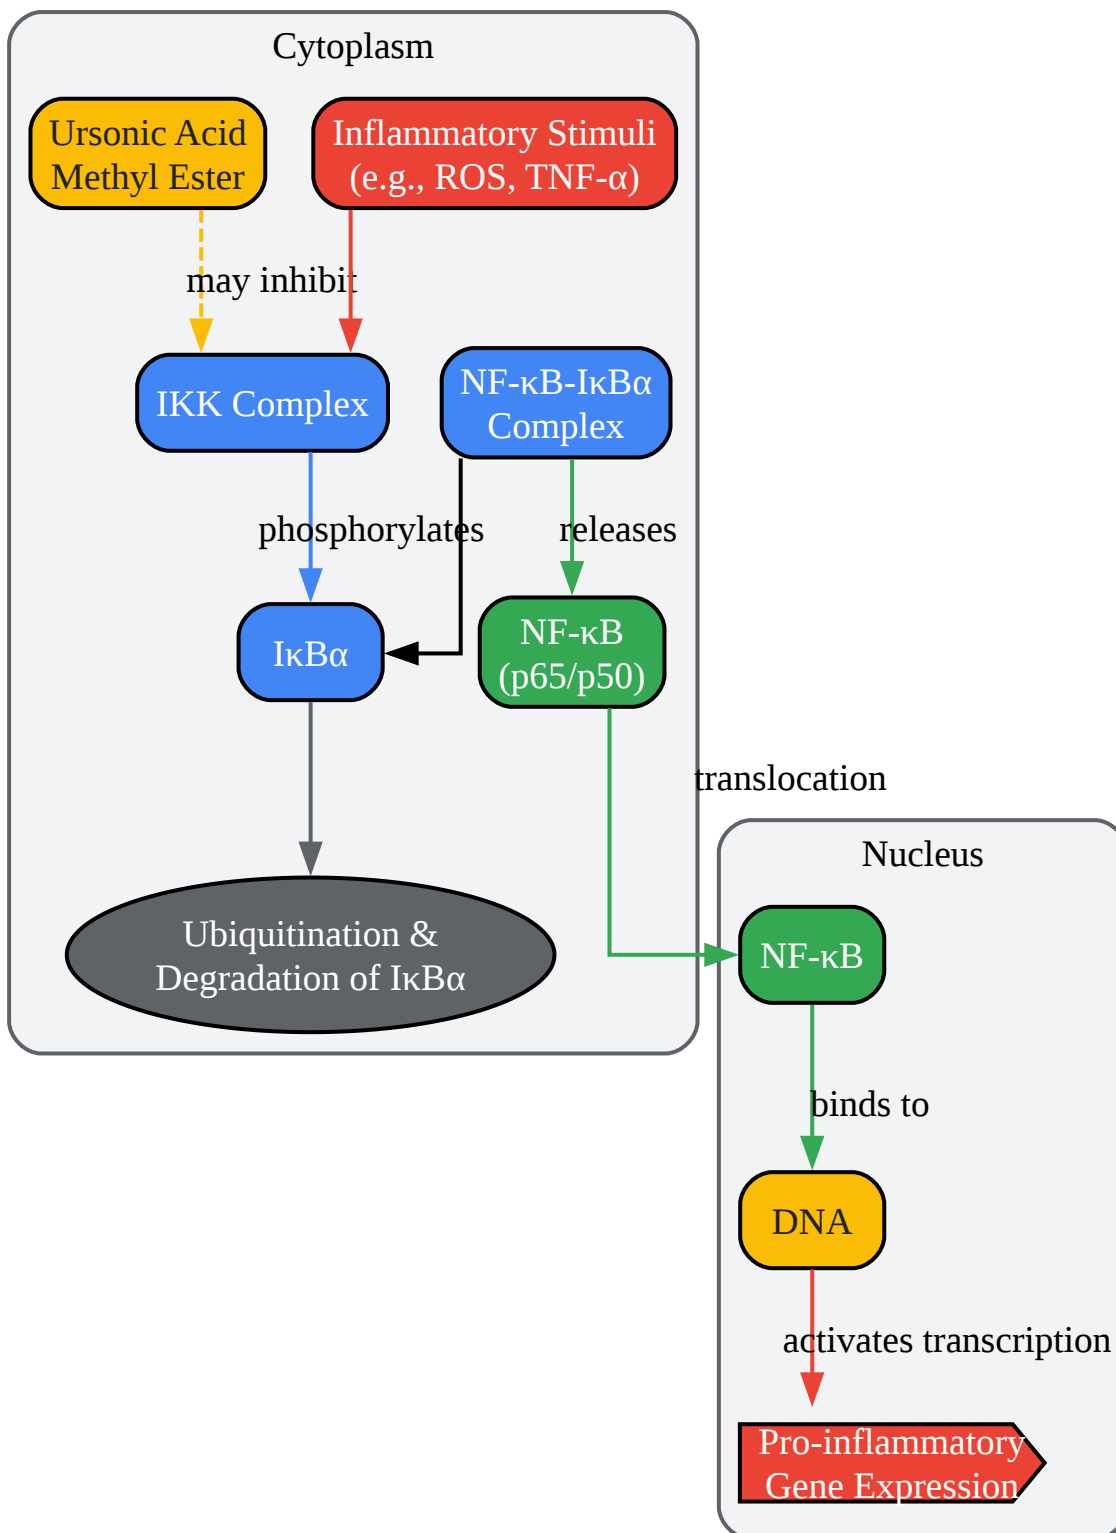 Cytoplasm
Ursonic Acid
Methyl Ester
Inflammatory Stimuli
(e.g., ROS, TNF-α)
may inhibit
IKK Complex
NF-κB-IκBα
Complex
phosphorylates
releases
IκBα
NF-κB
(p65/p50)
translocation
Ubiquitination &
Degradation of IκBα
Nucleus
NF-κB
binds to
DNA
activates transcription
Pro-inflammatory
Gene Expression